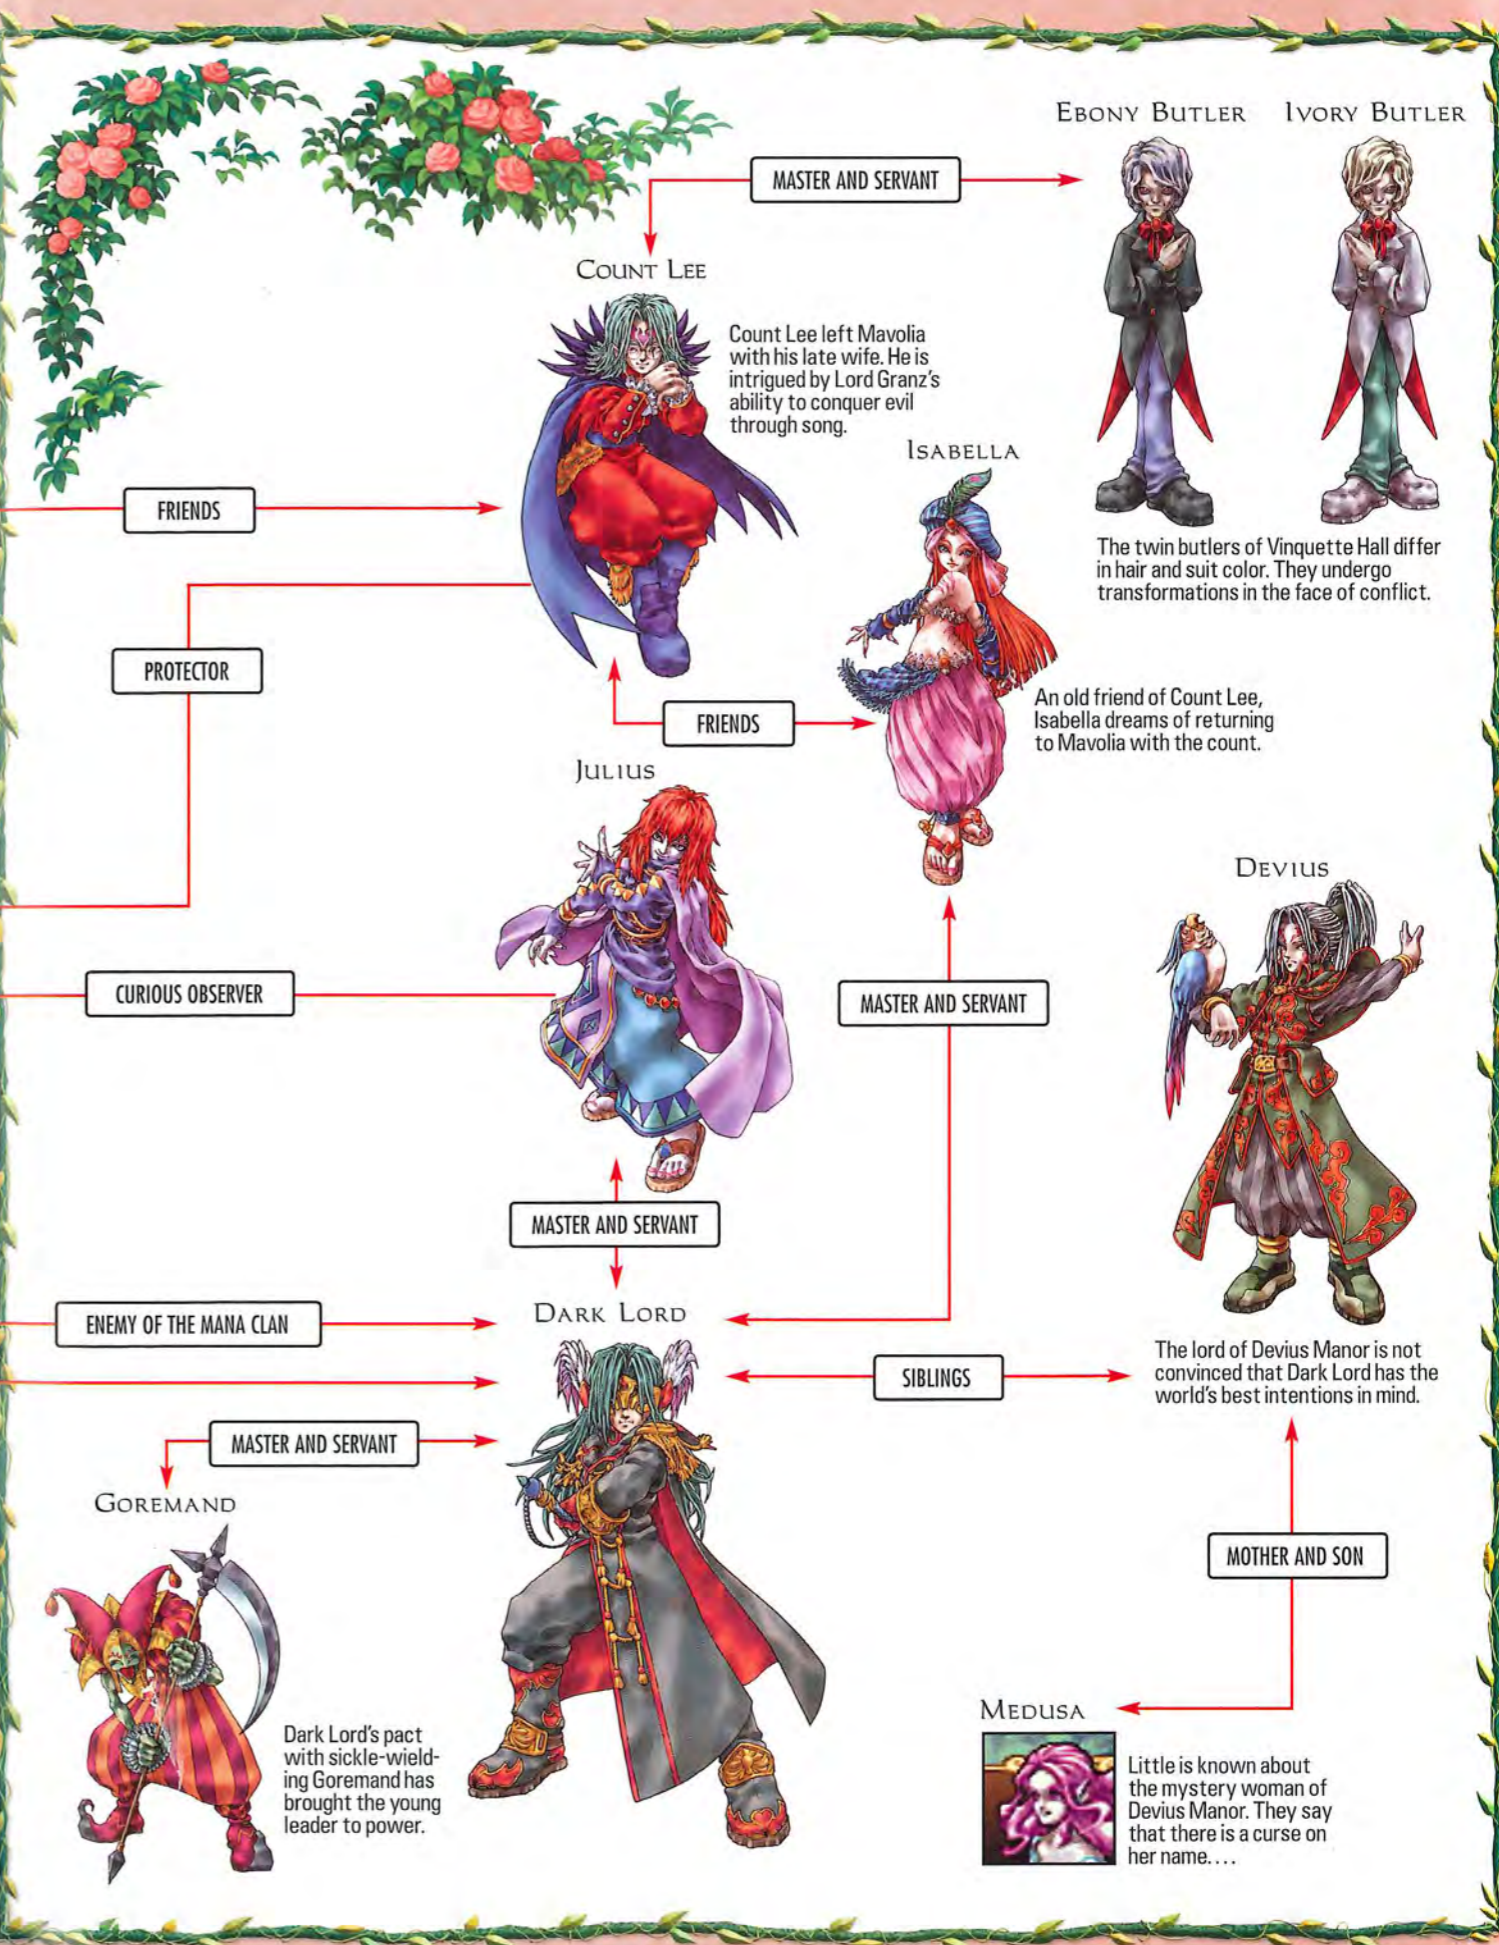 EBONY BUTLER
IVORY BUTLER
MASTER AND SERVANT
COUNT LEE
Count Lee left Mavolia
with his late wife. He is
intrigued by Lord Granz's
ability to conquer evil
through song.
ISABELLA
FRIENDS
The twin butlers of Vinquette Hall differ
in hair and suit color. They undergo
transformations in the face of conflict.
PROTECTOR
An old friend of Count Lee,
Isabella dreams of returning
to Mavolia with the count.
FRIENDS
JULIUS
DEVIUS
CURIOUS OBSERVER
MASTER AND SERVANT
MASTER AND SERVANT
ENEMY OF THE MANA CLAN
DARK LORD
The lord of Devius Manor is not
convinced that Dark Lord has the
world's best intentions in mind.
SIBLINGS
MASTER AND SERVANT
GOREMAND
MOTHER AND SON
Dark Lord's pact
with sickle-wield-
ing Goremand has
brought the young
leader to power.
MEDUSA
Little is known about
the mystery woman of
Devius Manor. They say
that there is a curse on
her name....